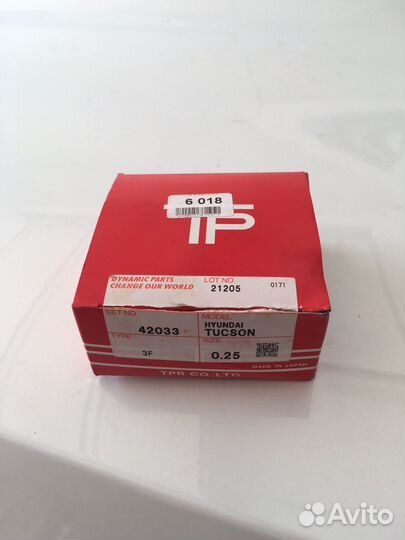 6 018
TP
DYNAMIC PARTS
CHANGE OUR WORLD
LOT NO
21205
0171
SET NO
42033
MODEL
HYUNDAI
TUCSON
TYPE
3F
SIZE
0.25
MADE IN JAPAN
TPR CO.,LTD.
Avito